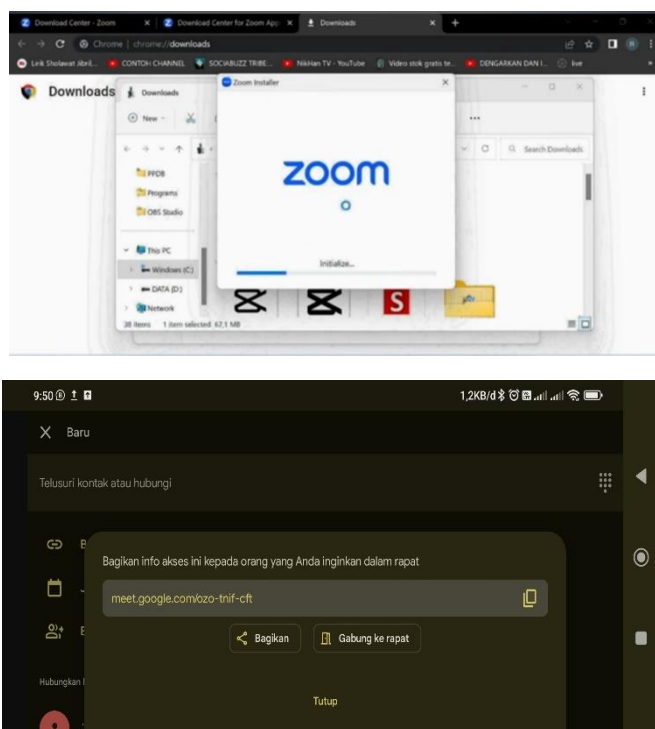 Download Center - Zoom
Download Center for Zoom App
Downloads
Chrome | chrome://downloads
Lirik Sholawat Jibril...
CONTOH CHANNEL
SOCIABUZZ TRIBE...
NikHan TV - YouTube
Video stok gratis te...
DENGARKAN DAN I...
live
Downloads
Downloads
Zoom Installer
New
Search Downloads
PPDB
Programs
OBS Studio
This PC
Windows (C:)
DATA (D:)
Network
zoom
Initialize...
S
38 items 1 item selected 67,1 MB
9:50
1,2KB/d
Baru
Telusuri kontak atau hubungi
Bagikan info akses ini kepada orang yang Anda inginkan dalam rapat
meet.google.com/ozo-tnif-cft
Bagikan
Gabung ke rapat
Hubungkan
Tutup